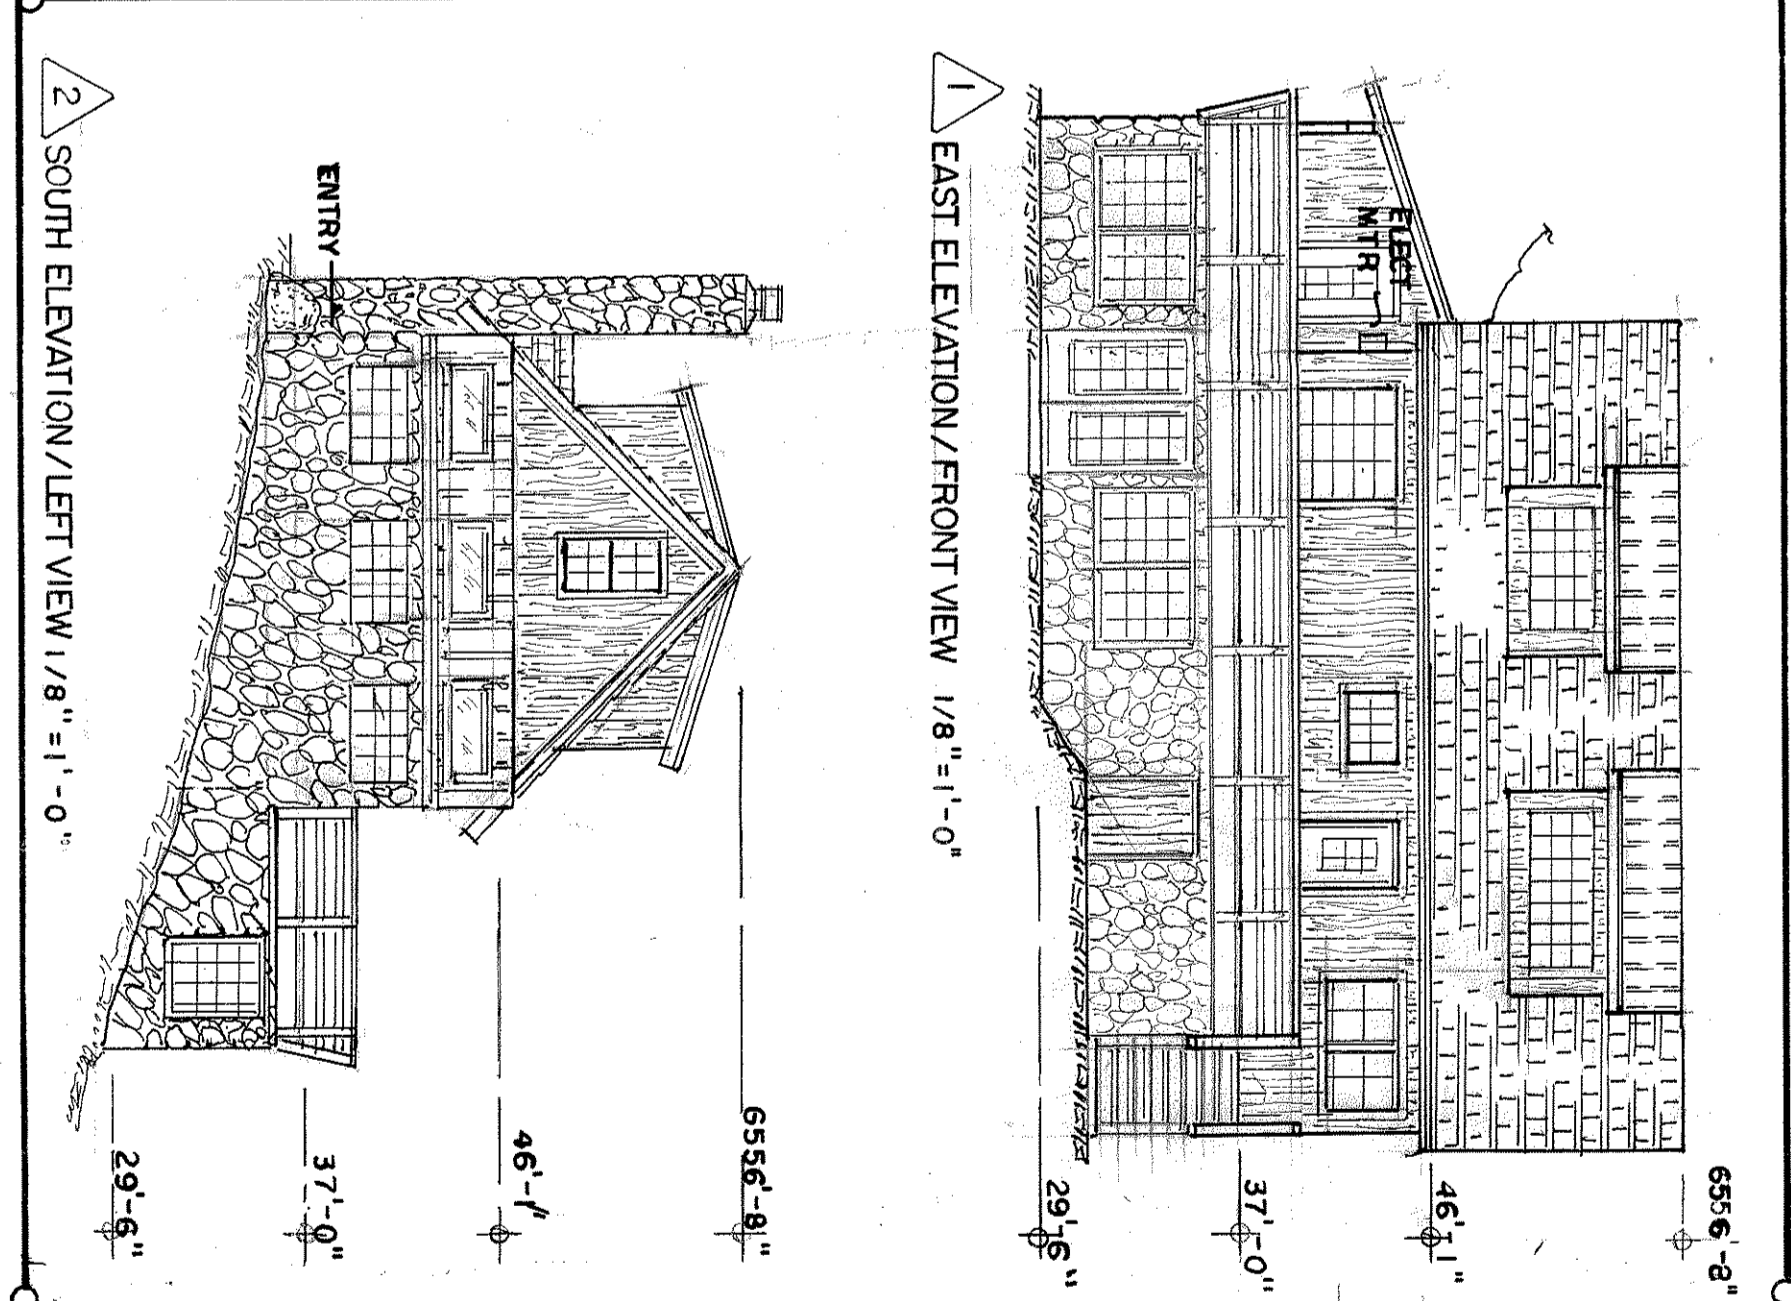 1
EAST ELEVATION/FRONT VIEW 1/8"=1'-0"
ELECT
MTR
6556'-8"
46'-1"
37'-0"
29'-6"
2
SOUTH ELEVATION/LEFT VIEW 1/8"=1'-0"
ENTRY
6556'-8"
46'-1"
37'-0"
29'-6"